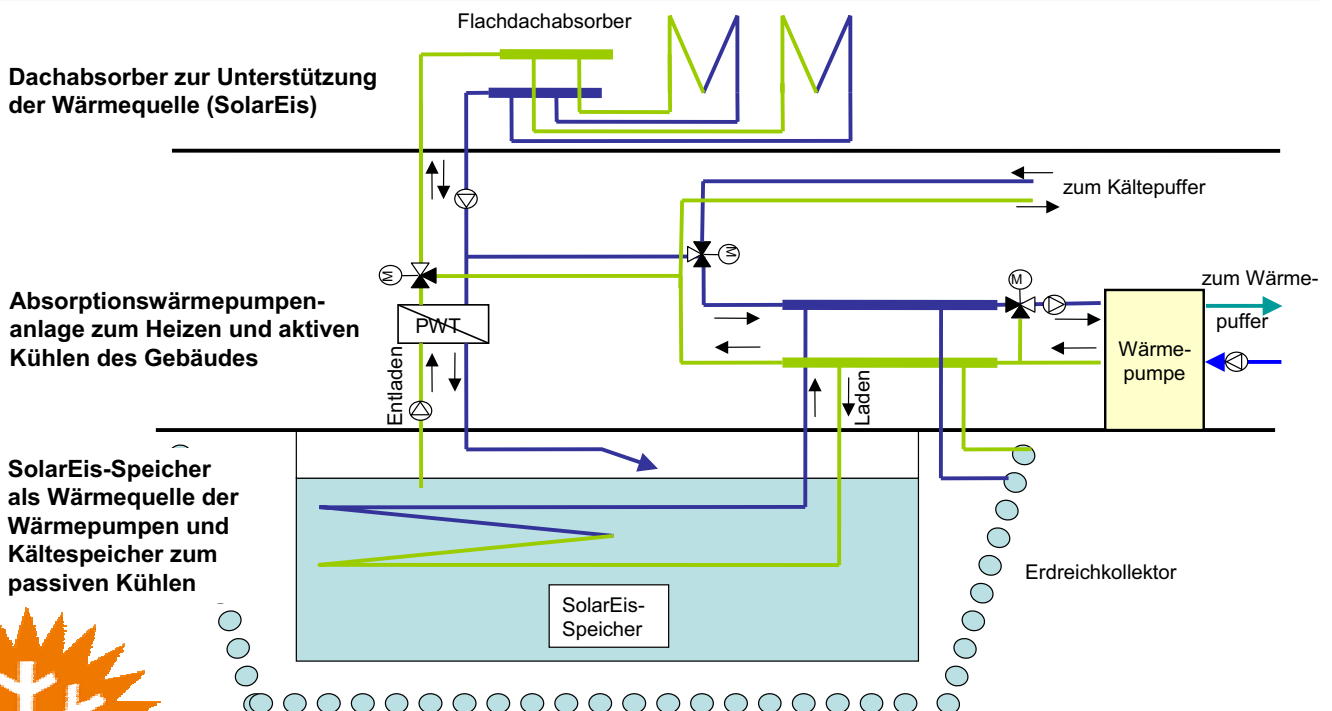 Flachdachabsorber
Dachabsorber zur Unterstützung
der Wärmequelle (SolarEis)
zum Kältepuffer
M
M
M
zum Wärme-
puffer
Absorptionswärmepumpen-
anlage zum Heizen und aktiven
Kühlen des Gebäudes
PWT
Wärme-
pumpe
Entladen
Laden
SolarEis-Speicher
als Wärmequelle der
Wärmepumpen und
Kältespeicher zum
passiven Kühlen
Erdreichkollektor
SolarEis-
Speicher